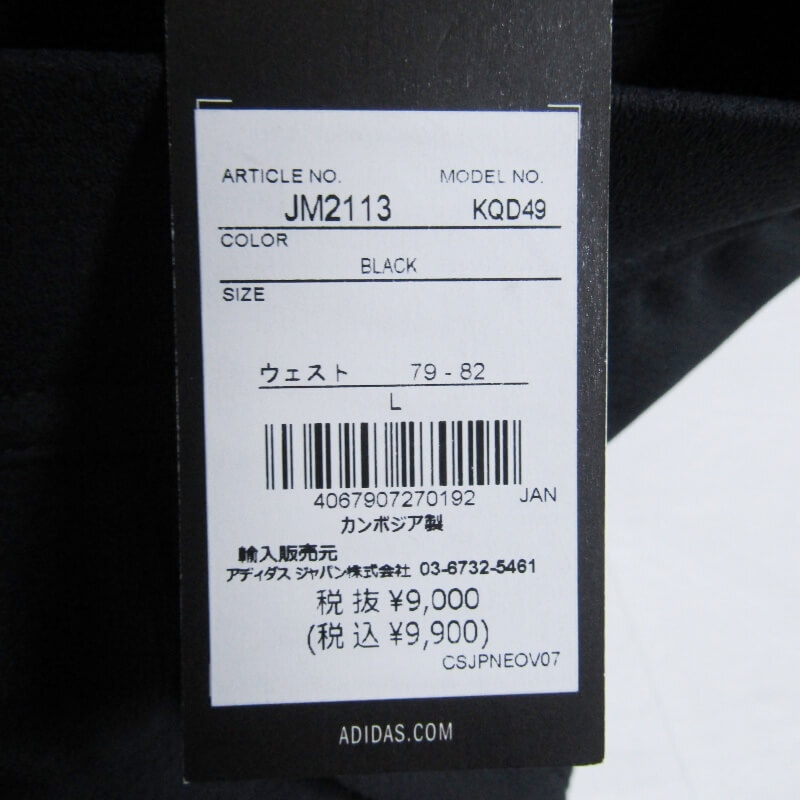 ARTICLE NO. MODEL NO.
JM2113 KQD49
COLOR
BLACK
SIZE
ウェスト 79 - 82
L
4067907270192 JAN
カンボジア製
輸入販売元
アディダス ジャパン株式会社 03-6732-5461
税 抜 ¥9,000
(税 込 ¥9,900)
CSJPNEOV07
ADIDAS.COM